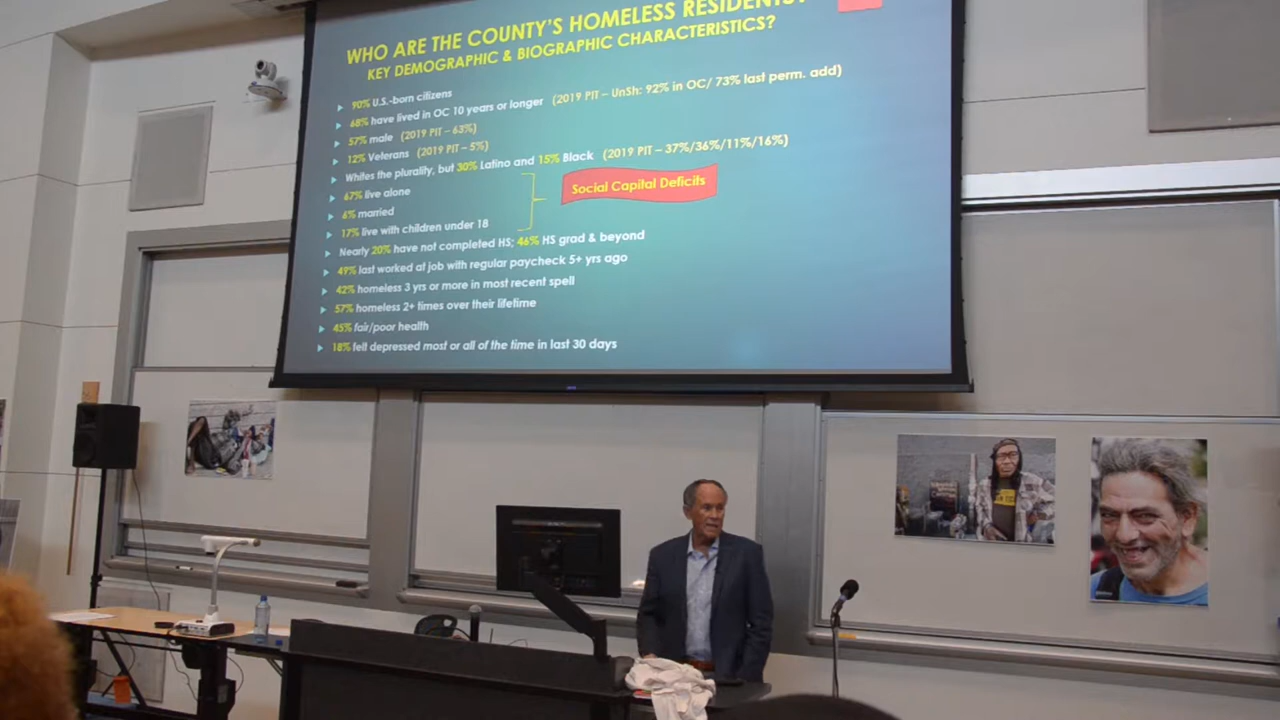 WHO ARE THE COUNTY'S HOMELESS RESIDENTS?
KEY DEMOGRAPHIC & BIOGRAPHIC CHARACTERISTICS?
90% U.S.-born citizens
68% have lived in OC 10 years or longer (2019 PIT – UnSh: 92% in OC/ 73% last perm. add)
57% male (2019 PIT – 63%)
12% Veterans (2019 PIT – 5%)
Whites the plurality, but 30% Latino and 15% Black (2019 PIT – 37%/36%/11%/16%)
67% live alone
6% married
17% live with children under 18
Social Capital Deficits
Nearly 20% have not completed HS; 46% HS grad & beyond
49% last worked at job with regular paycheck 5+ yrs ago
42% homeless 3 yrs or more in most recent spell
57% homeless 2+ times over their lifetime
45% fair/poor health
18% felt depressed most or all of the time in last 30 days